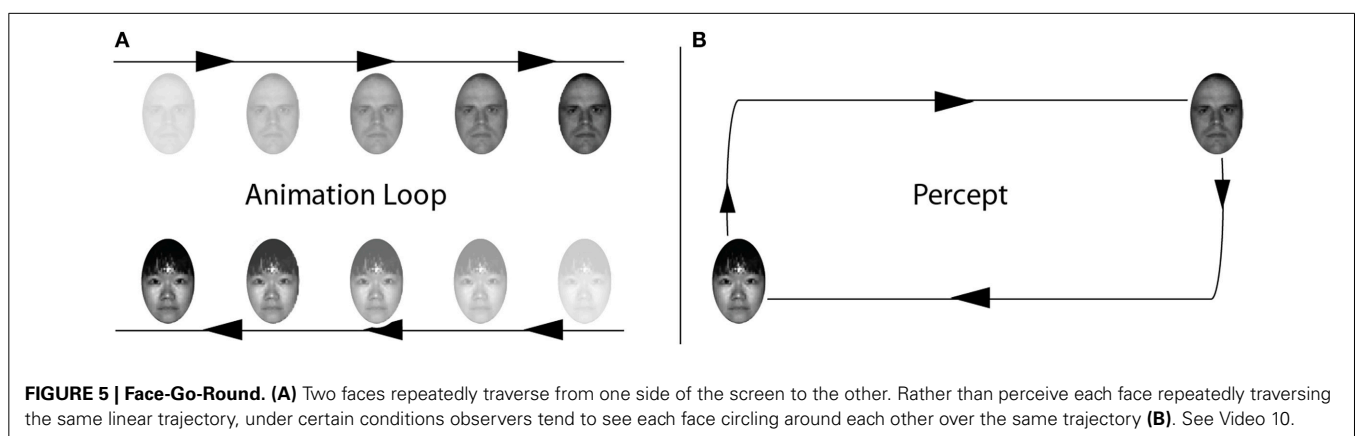 A
B
Animation Loop
Percept
FIGURE 5 | Face-Go-Round. (A) Two faces repeatedly traverse from one side of the screen to the other. Rather than perceive each face repeatedly traversing
the same linear trajectory, under certain conditions observers tend to see each face circling around each other over the same trajectory (B). See Video 10.